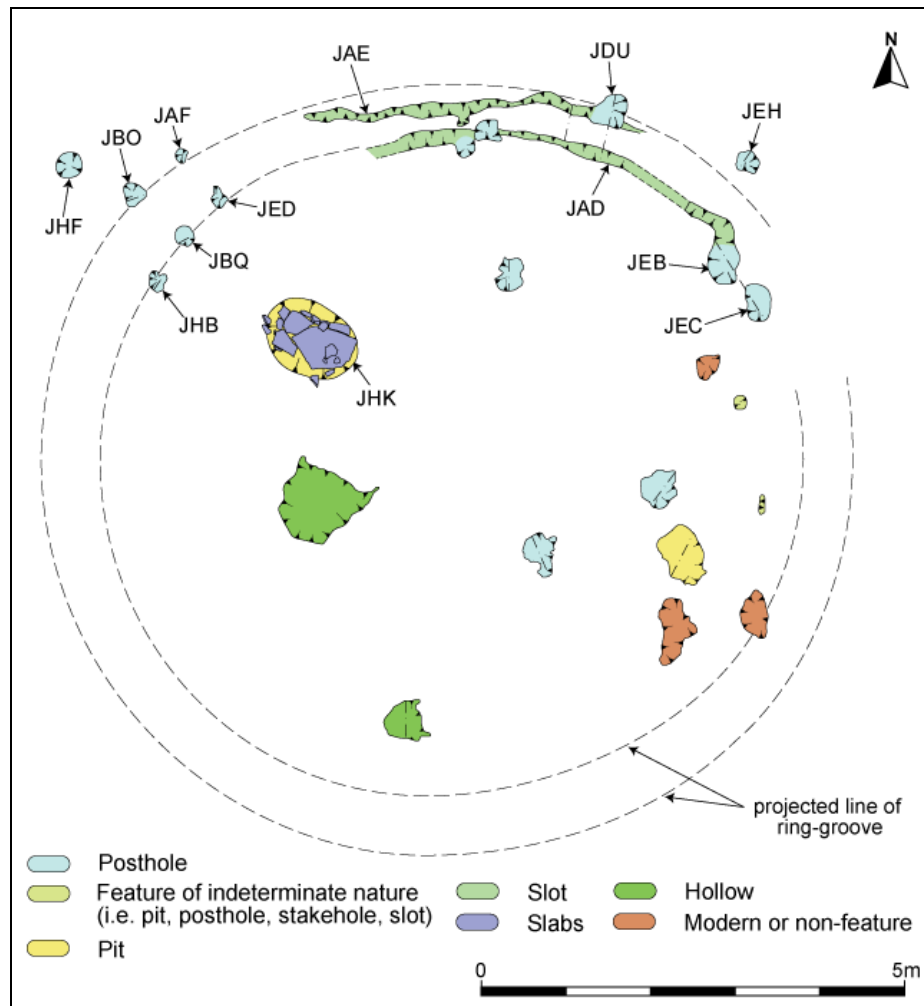 N
JAE
JDU
JAF
JBO
JEH
JHF
JED
JAD
JBQ
JEB
JHB
JEC
JHK
projected line of
ring-groove
Posthole
Feature of indeterminate nature
(i.e. pit, posthole, stakehole, slot)
Pit
Slot
Slabs
Hollow
Modern or non-feature
0
5m